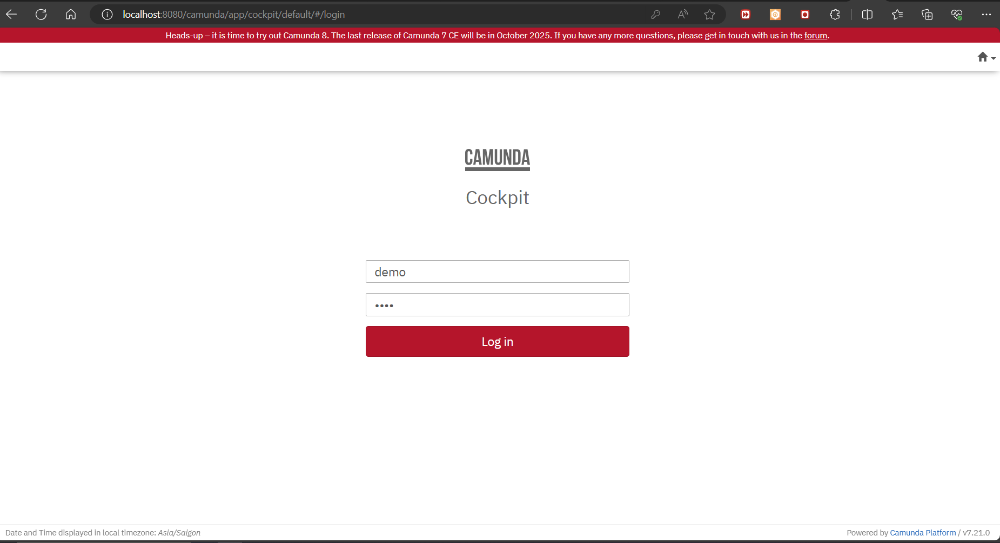 localhost:8080/camunda/app/cockpit/default/#/login
Heads-up – it is time to try out Camunda 8. The last release of Camunda 7 CE will be in October 2025. If you have any more questions, please get in touch with us in the forum.
CAMUNDA
Cockpit
demo
••••
Log in
Date and Time displayed in local timezone: Asia/Saigon
Powered by Camunda Platform / v7.21.0